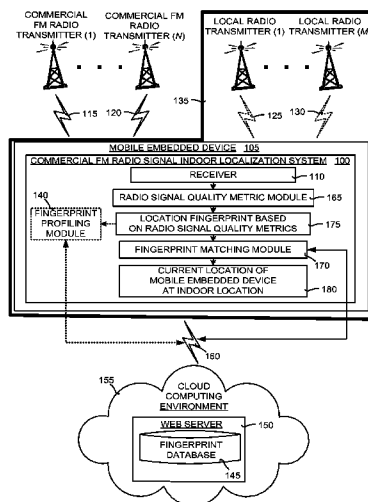 COMMERCIAL FM RADIO TRANSMITTER (1)
COMMERCIAL FM RADIO TRANSMITTER (N)
LOCAL RADIO TRANSMITTER (1)
LOCAL RADIO TRANSMITTER (M)
115
120
135
125
130
MOBILE EMBEDDED DEVICE 105
COMMERCIAL FM RADIO SIGNAL INDOOR LOCALIZATION SYSTEM 100
RECEIVER
110
140
RADIO SIGNAL QUALITY METRIC MODULE
165
FINGERPRINT
PROFILING
MODULE
LOCATION FINGERPRINT BASED
ON RADIO SIGNAL QUALITY METRICS
175
FINGERPRINT MATCHING MODULE
170
CURRENT LOCATION OF
MOBILE EMBEDDED DEVICE
AT INDOOR LOCATION
180
160
155
CLOUD
COMPUTING
ENVIRONMENT
WEB SERVER
150
FINGERPRINT
DATABASE
145